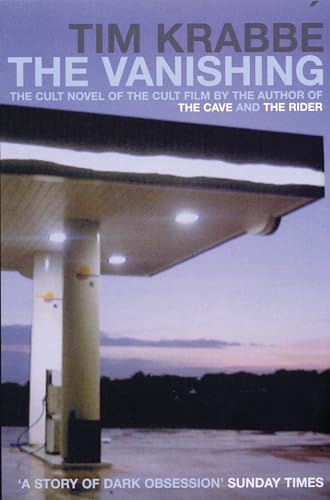 TIM KRABBÉ
THE VANISHING
THE CULT NOVEL OF THE CULT FILM BY THE AUTHOR OF
THE CAVE AND THE RIDER
'A STORY OF DARK OBSESSION' SUNDAY TIMES